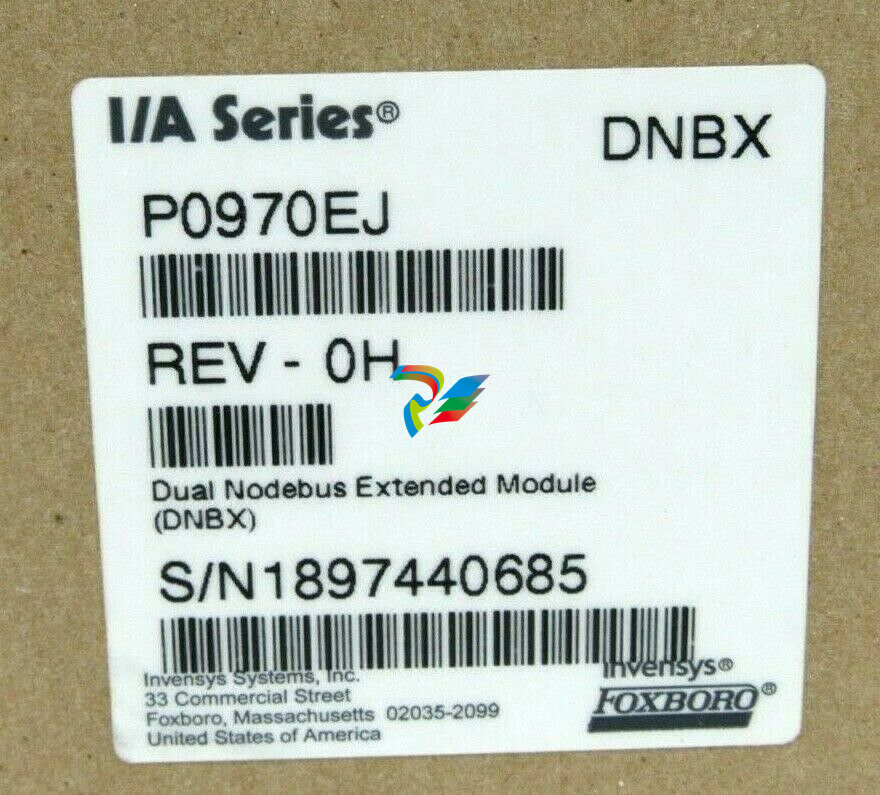 I/A Series®
DNBX
P0970EJ
REV - 0H
Dual Nodebus Extended Module
(DNBX)
S/N1897440685
Invensys Systems, Inc.
33 Commercial Street
Foxboro, Massachusetts 02035-2099
United States of America
invensys®
FOXBORO®